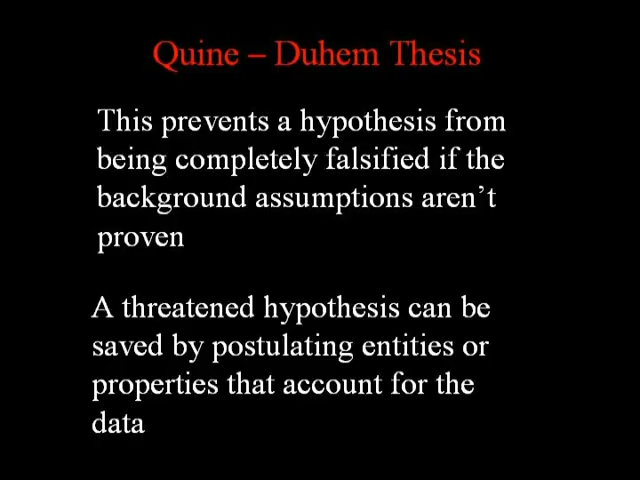 Quine – Duhem Thesis
This prevents a hypothesis from
being completely falsified if the
background assumptions aren’t
proven
A threatened hypothesis can be
saved by postulating entities or
properties that account for the
data